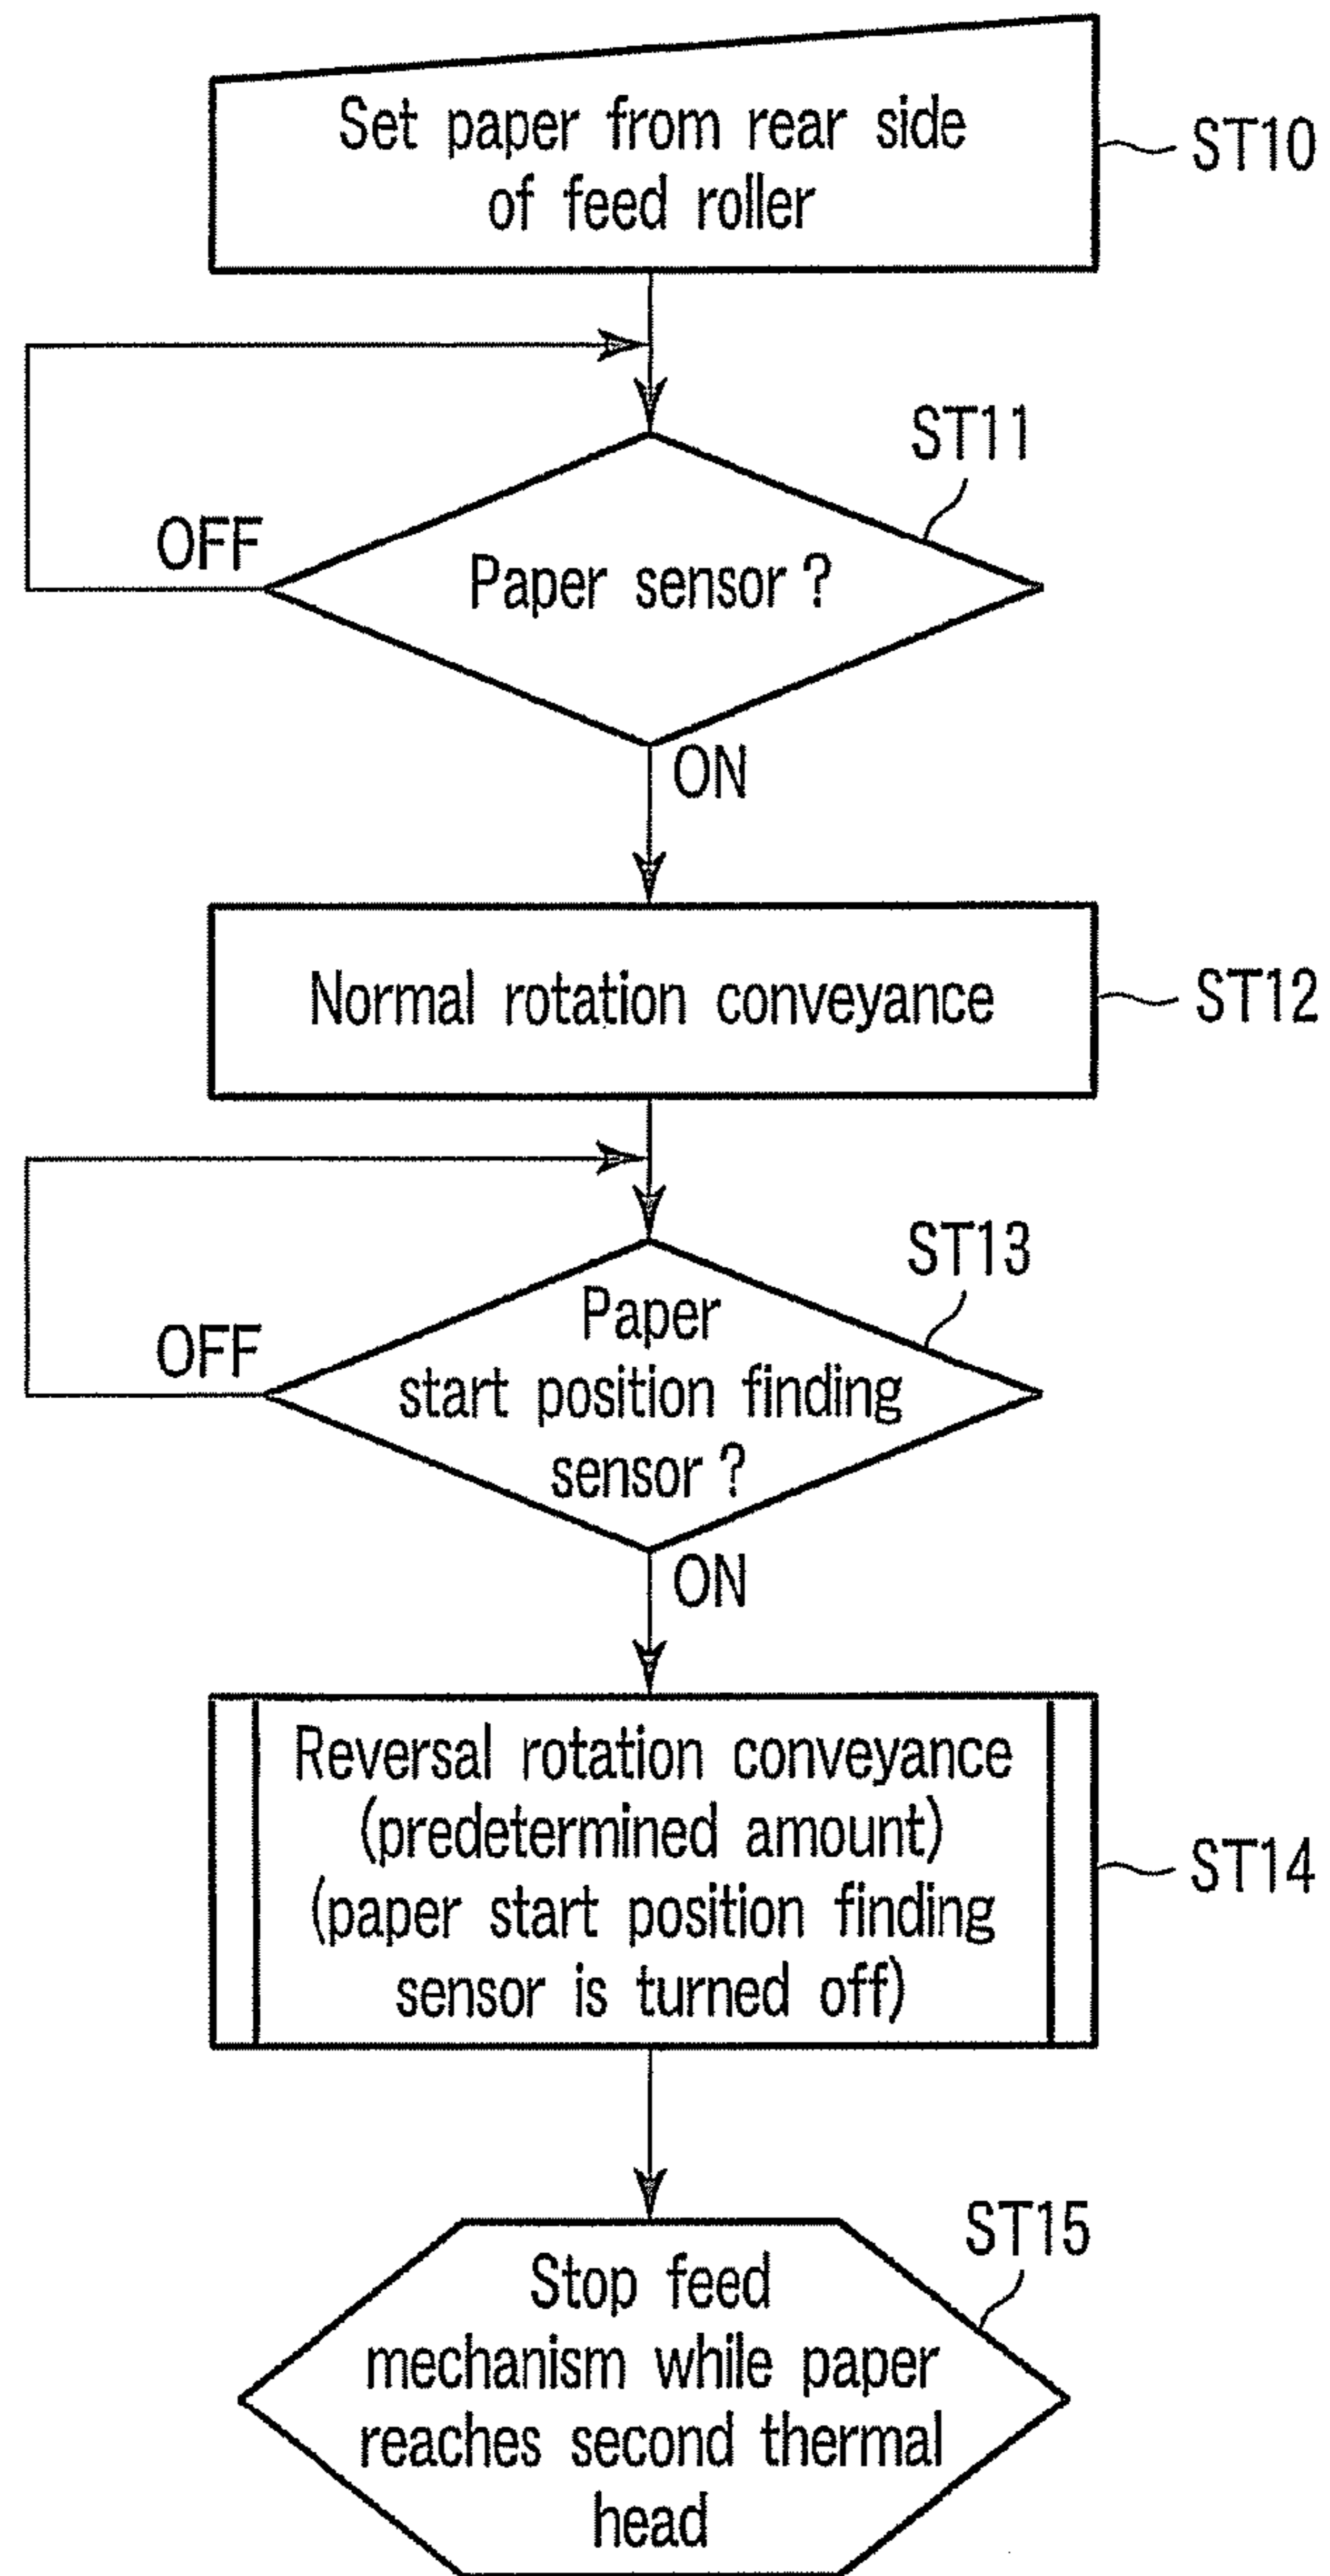 Set paper from rear side
of feed roller
ST10
ST11
OFF
Paper sensor?
ON
Normal rotation conveyance
ST12
ST13
OFF
Paper
start position finding
sensor?
ON
Reversal rotation conveyance
(predetermined amount)
(paper start position finding
sensor is turned off)
ST14
ST15
Stop feed
mechanism while paper
reaches second thermal
head